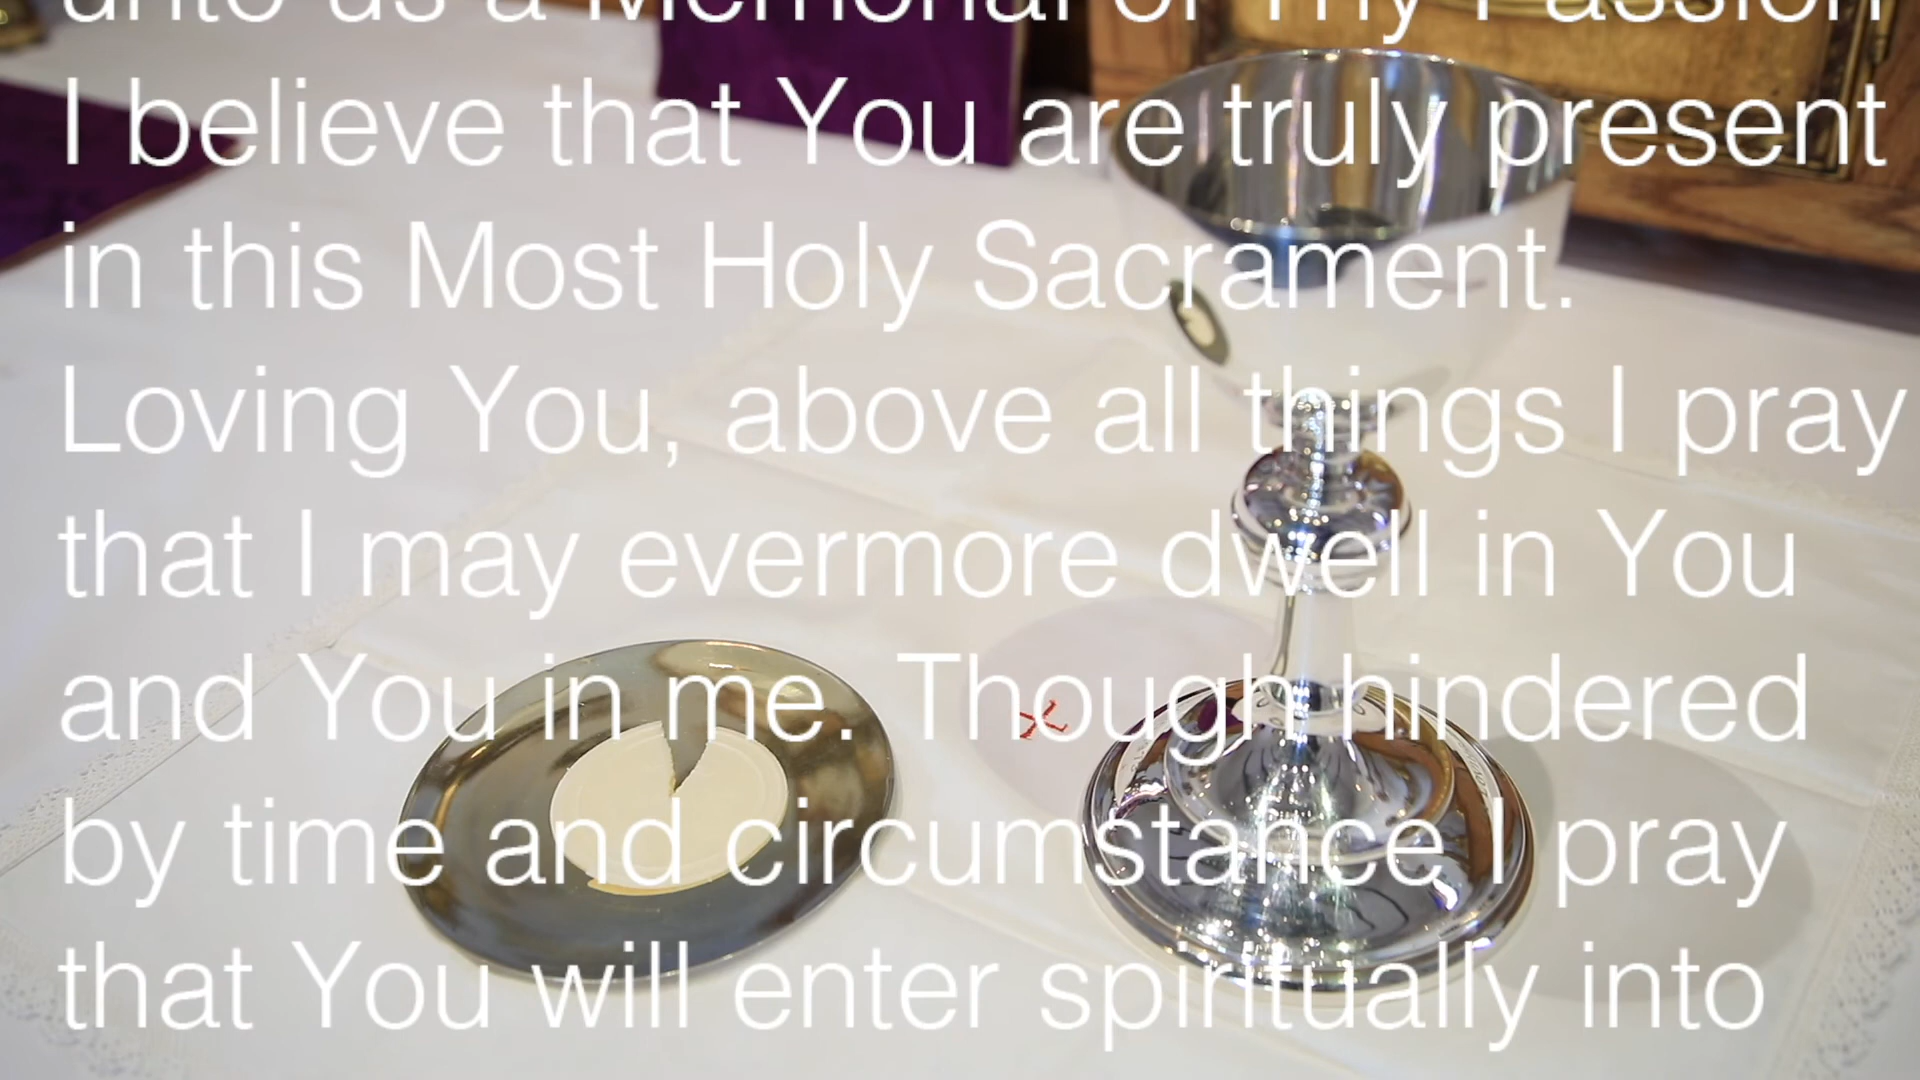 unto us a Memorial of Thy Passion
I believe that You are truly present
in this Most Holy Sacrament.
Loving You, above all things I pray
that I may evermore dwell in You
and You in me. Though hindered
by time and circumstance, I pray
that You will enter spiritually into